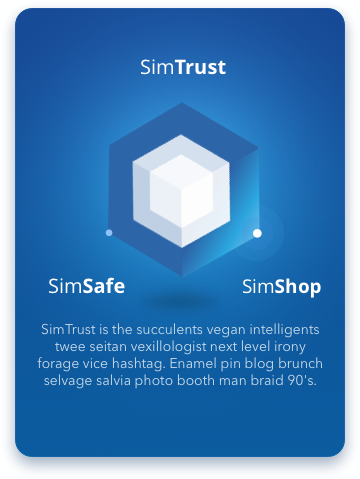 SimTrust
SimSafe
SimShop
SimTrust is the succulents vegan intelligents
twee seitan vexillologist next level irony
forage vice hashtag. Enamel pin blog brunch
selvage salvia photo booth man braid 90's.